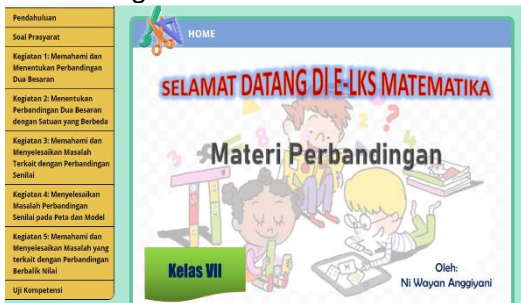 Pendahuluan
Soal Prasyarat
Kegiatan 1: Memahami dan
Menentukan Perbandingan
Dua Besaran
Kegiatan 2: Menentukan
Perbandingan Dua Besaran
dengan Satuan yang Berbeda
Kegiatan 3: Memahami dan
Menyelesaikan Masalah
Terkait dengan Perbandingan
Senilai
Kegiatan 4: Menyelesaikan
Masalah Perbandingan
Senilai pada Peta dan Model
Kegiatan 5: Memahami dan
Menyelesaikan Masalah yang
terkait dengan Perbandingan
Berbalik Nilai
Uji Kompetensi
HOME
SELAMAT DATANG DI E-LKS MATEMATIKA
Materi Perbandingan
Kelas VII
Oleh:
Ni Wayan Anggiyani